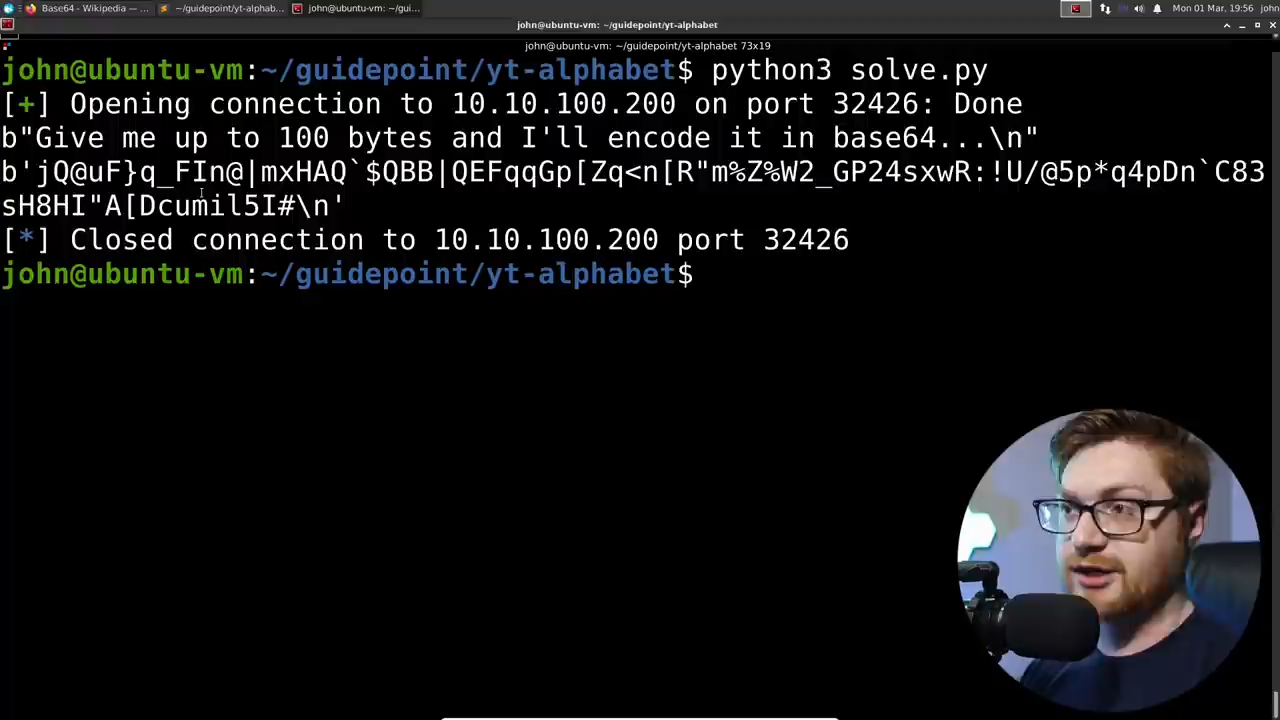 Base64 - Wikipedia — ...
~/guidepoint/yt-alphab...
john@ubuntu-vm: ~/gui...
Mon 01 Mar, 19:56
john
john@ubuntu-vm: ~/guidepoint/yt-alphabet
john@ubuntu-vm: ~/guidepoint/yt-alphabet 73x19
john@ubuntu-vm:~/guidepoint/yt-alphabet$ python3 solve.py
[+] Opening connection to 10.10.100.200 on port 32426: Done
b"Give me up to 100 bytes and I'll encode it in base64...\n"
b'jQ@uF}q_FIn@|mxHAQ`$QBB|QEFqqGp[Zq<n[R"m%Z%W2_GP24sxwR:!U/@5p*q4pDn`C83
sH8HI"A[Dcumil5I#\n'
[*] Closed connection to 10.10.100.200 port 32426
john@ubuntu-vm:~/guidepoint/yt-alphabet$